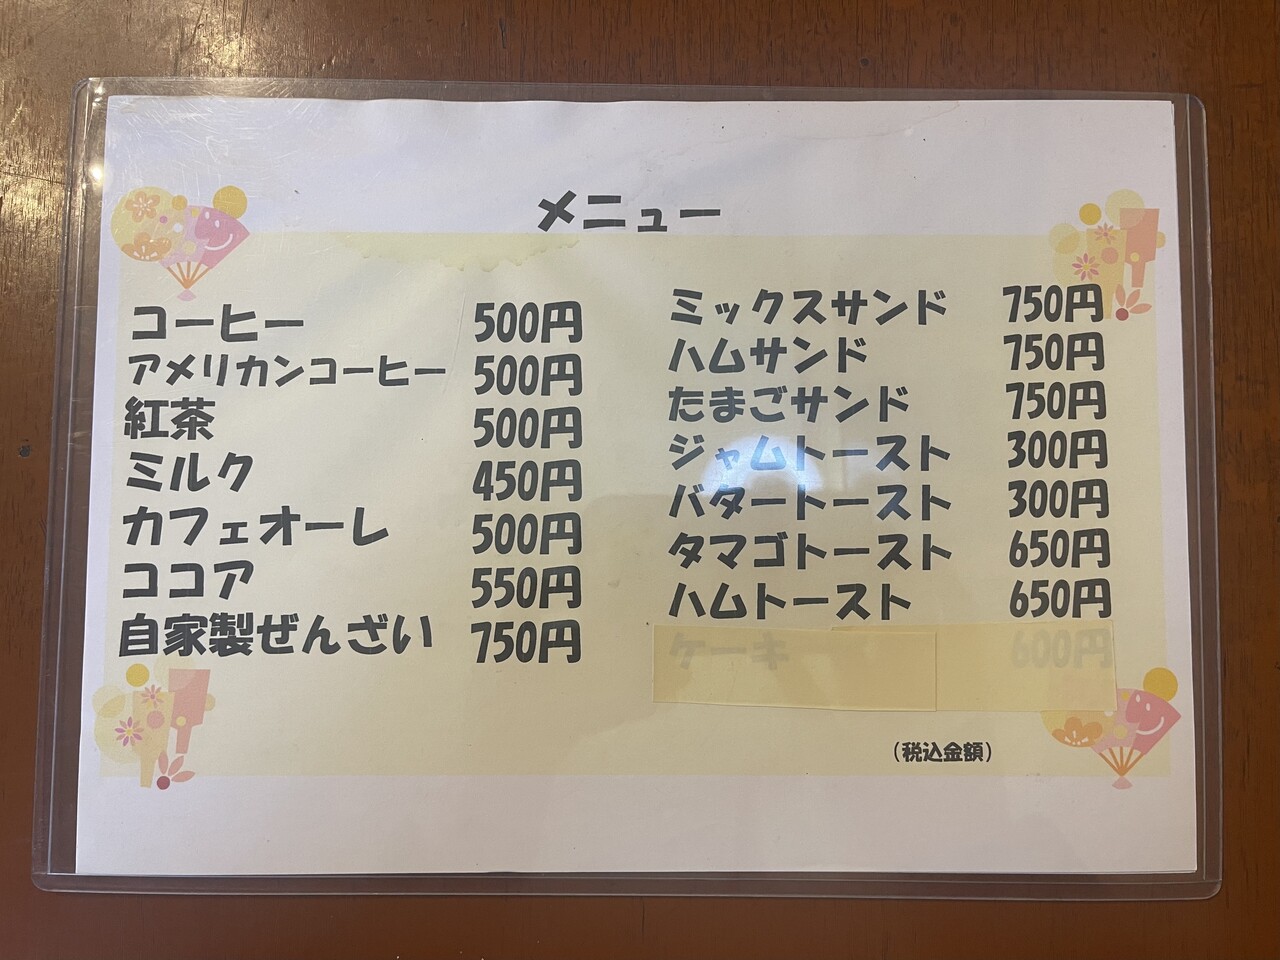 メニュー
コーヒー 500円
アメリカンコーヒー 500円
紅茶 500円
ミルク 450円
カフェオーレ 500円
ココア 550円
自家製ぜんざい 750円
ミックスサンド 750円
ハムサンド 750円
たまごサンド 750円
ジャムトースト 300円
バタートースト 300円
タマゴトースト 650円
ハムトースト 650円
ケーキ 600円
(税込金額)